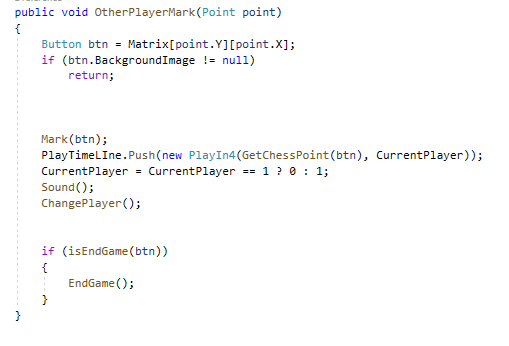 public void OtherPlayerMark(Point point)
{
Button btn = Matrix[point.Y][point.X];
if (btn.BackgroundImage != null)
return;
Mark(btn);
PlayTimeLIne.Push(new PlayIn4(GetChessPoint(btn), CurrentPlayer));
CurrentPlayer = CurrentPlayer == 1 ? 0 : 1;
Sound();
ChangePlayer();
if (isEndGame(btn))
{
EndGame();
}
}